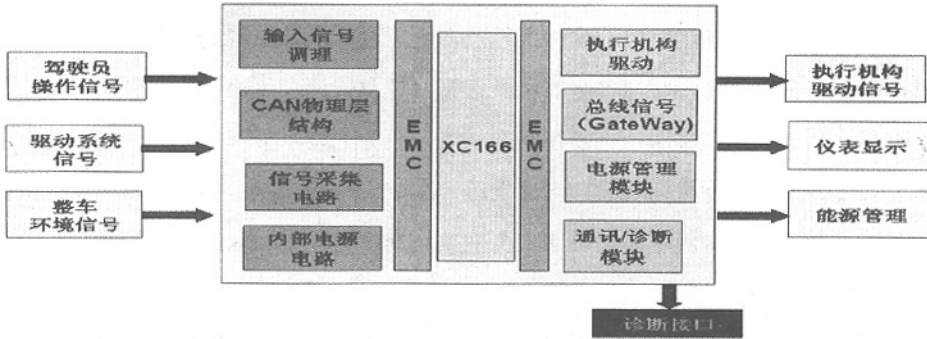 驾驶员
操作信号
驱动系统
信号
整车
环境信号
输入信号
调理
CAN物理层
结构
信号采集
电路
内部电源
电路
EMC
XC166
EMC
执行机构
驱动
总线信号
(GateWay)
电源管理
模块
通讯/诊断
模块
执行机构
驱动信号
仪表显示
能源管理
诊断接口